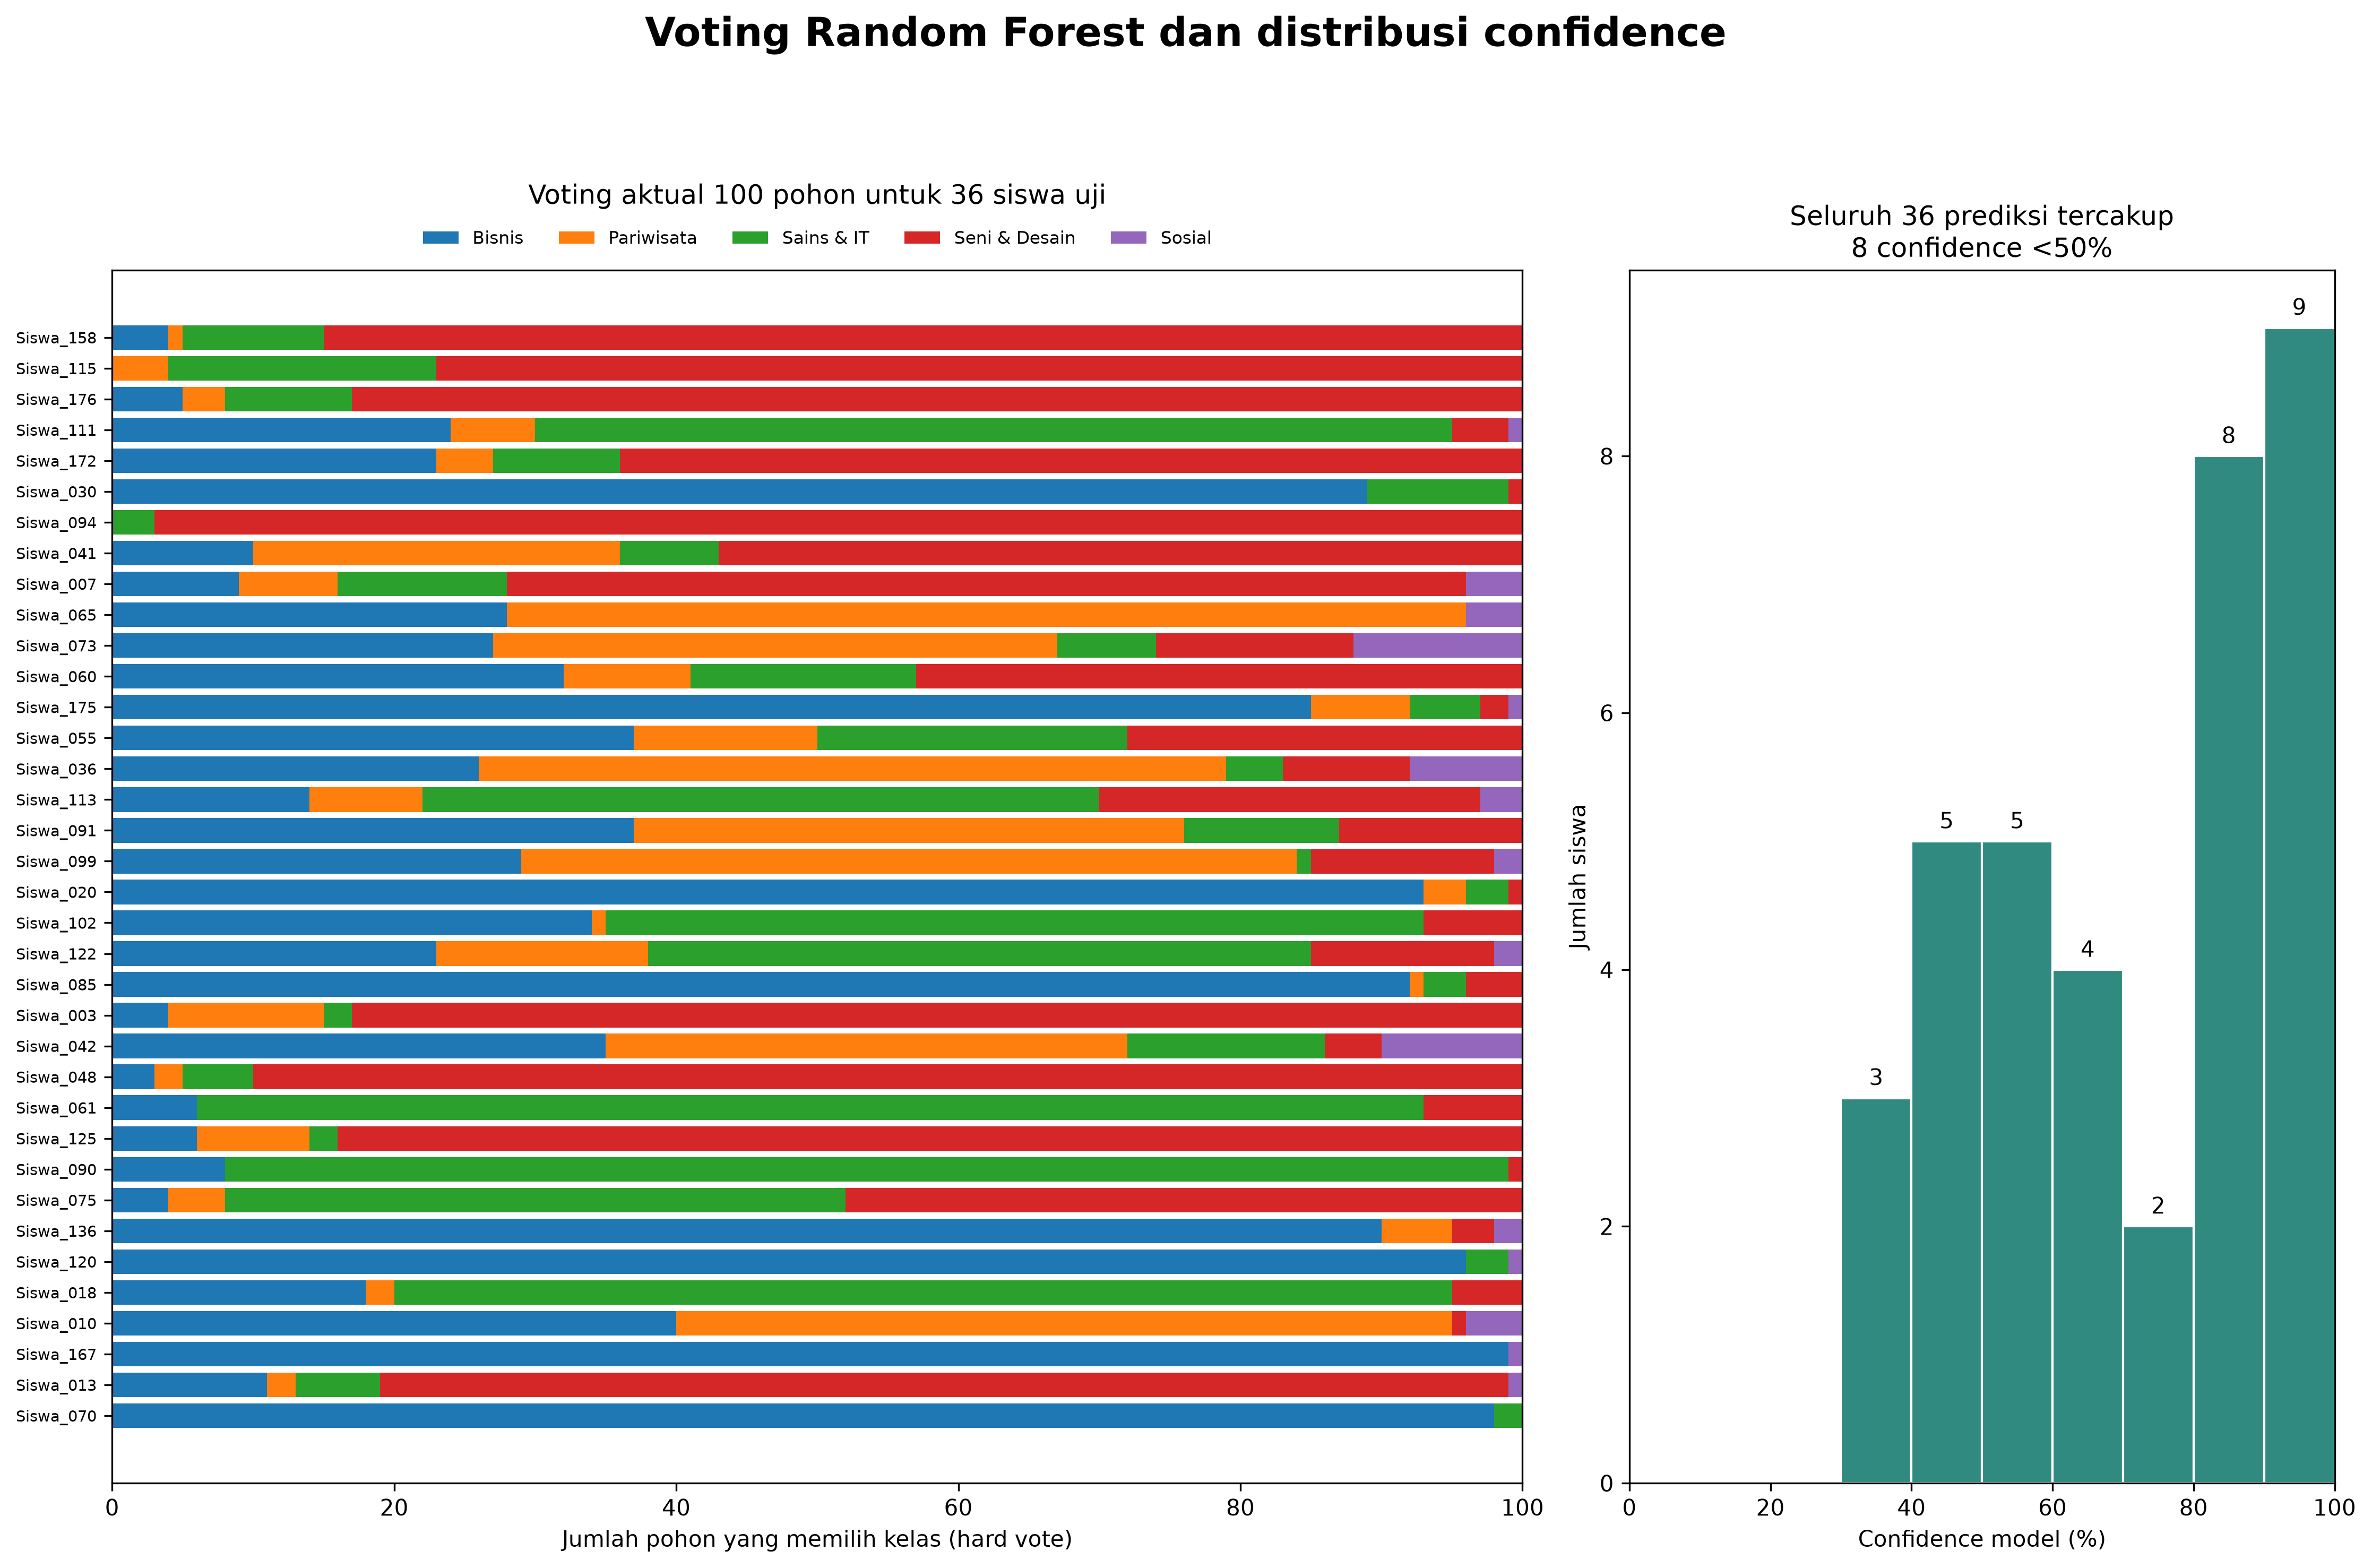 Voting Random Forest dan distribusi confidence
Voting aktual 100 pohon untuk 36 siswa uji
Bisnis Pariwisata Sains & IT Seni & Desain Sosial
Siswa_158
Siswa_115
Siswa_176
Siswa_111
Siswa_172
Siswa_030
Siswa_094
Siswa_041
Siswa_007
Siswa_065
Siswa_073
Siswa_060
Siswa_175
Siswa_055
Siswa_036
Siswa_113
Siswa_091
Siswa_099
Siswa_020
Siswa_102
Siswa_122
Siswa_085
Siswa_003
Siswa_042
Siswa_048
Siswa_061
Siswa_125
Siswa_090
Siswa_075
Siswa_136
Siswa_120
Siswa_018
Siswa_010
Siswa_167
Siswa_013
Siswa_070
0 20 40 60 80 100
Jumlah pohon yang memilih kelas (hard vote)
Seluruh 36 prediksi tercakup
8 confidence <50%
Jumlah siswa
8
6
4
2
0
3 5 5 4 2 8 9
0 20 40 60 80 100
Confidence model (%)